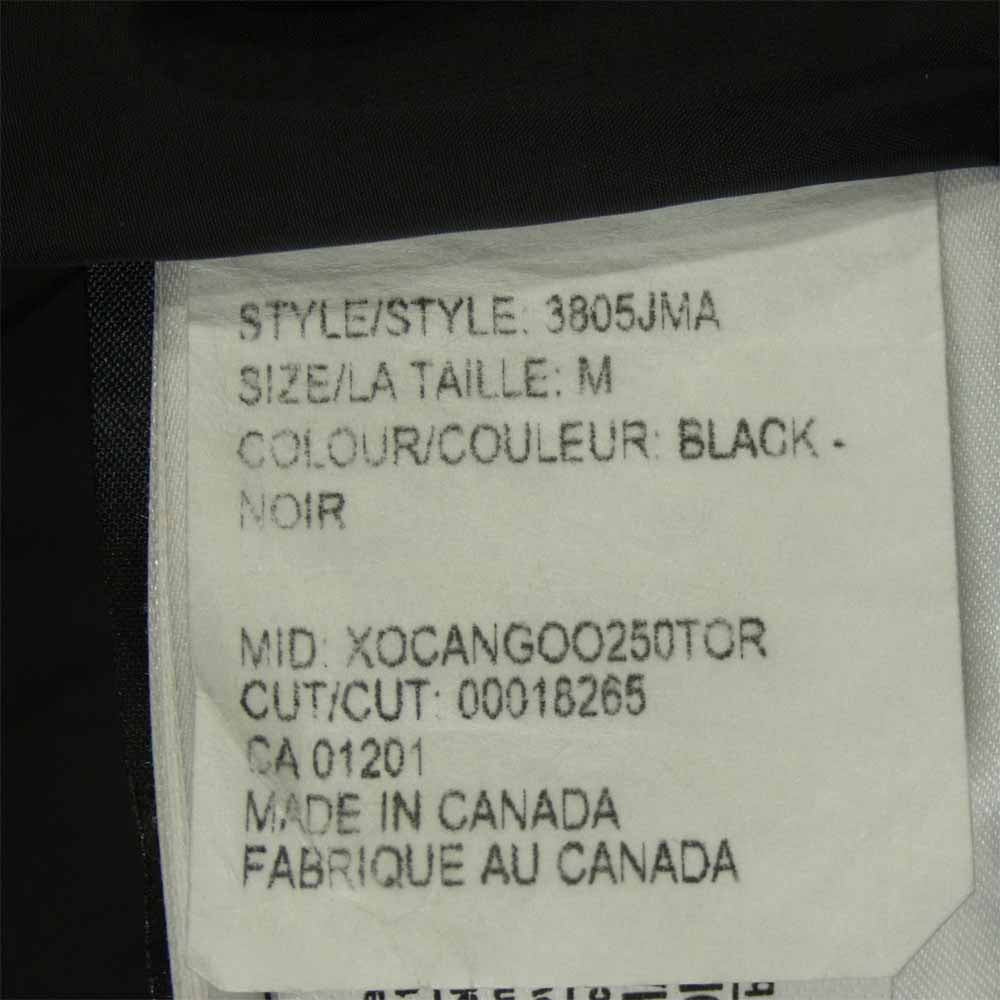 STYLE/STYLE: 3805JMA
SIZE/LA TAILLE: M
COLOUR/COULEUR: BLACK -
NOIR
MID: XOCANGOO250TOR
CUT/CUT: 00018265
CA 01201
MADE IN CANADA
FABRIQUE AU CANADA